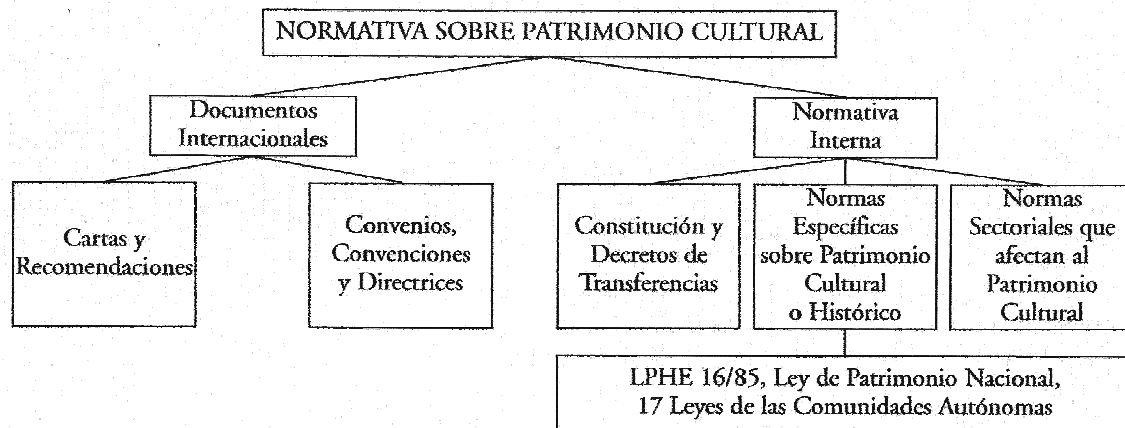 NORMATIVA SOBRE PATRIMONIO CULTURAL
Documentos
Internacionales
Normativa
Interna
Cartas y
Recomendaciones
Convenios,
Convenciones
y Directrices
Constitución y
Decretos de
Transferencias
Normas
Específicas
sobre Patrimonio
Cultural
o Histórico
Normas
Sectoriales que
afectan al
Patrimonio
Cultural
LPHE 16/85, Ley de Patrimonio Nacional,
17 Leyes de las Comunidades Autónomas